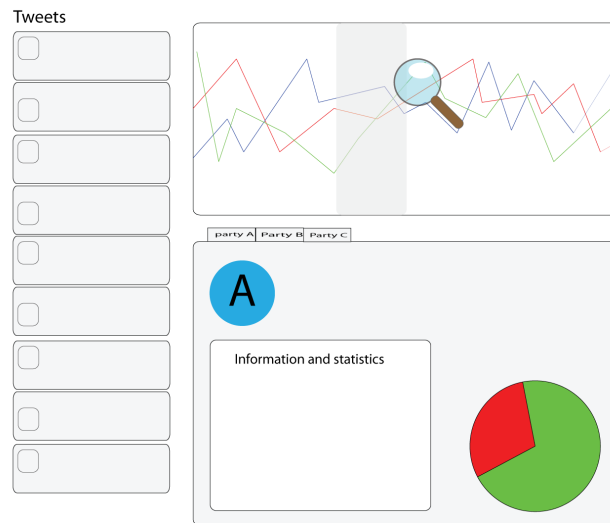 Tweets
party A
Party B
Party C
A
Information and statistics